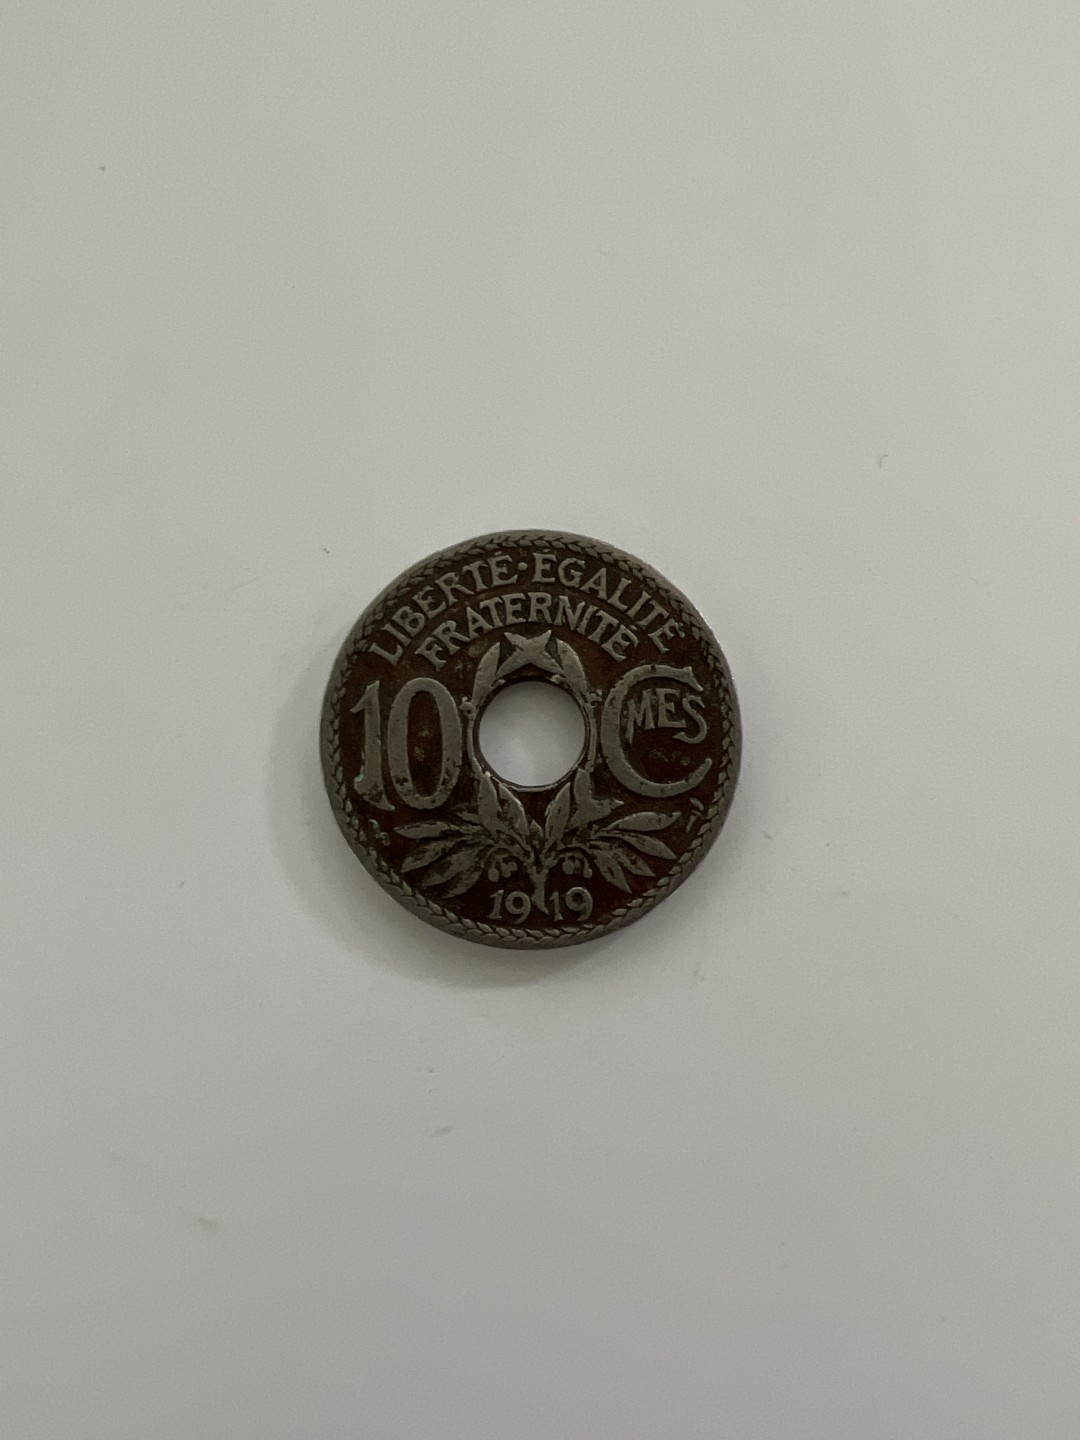 LIBERTÉ·ÉGALITÉ
FRATERNITÉ
10 CMES
1919